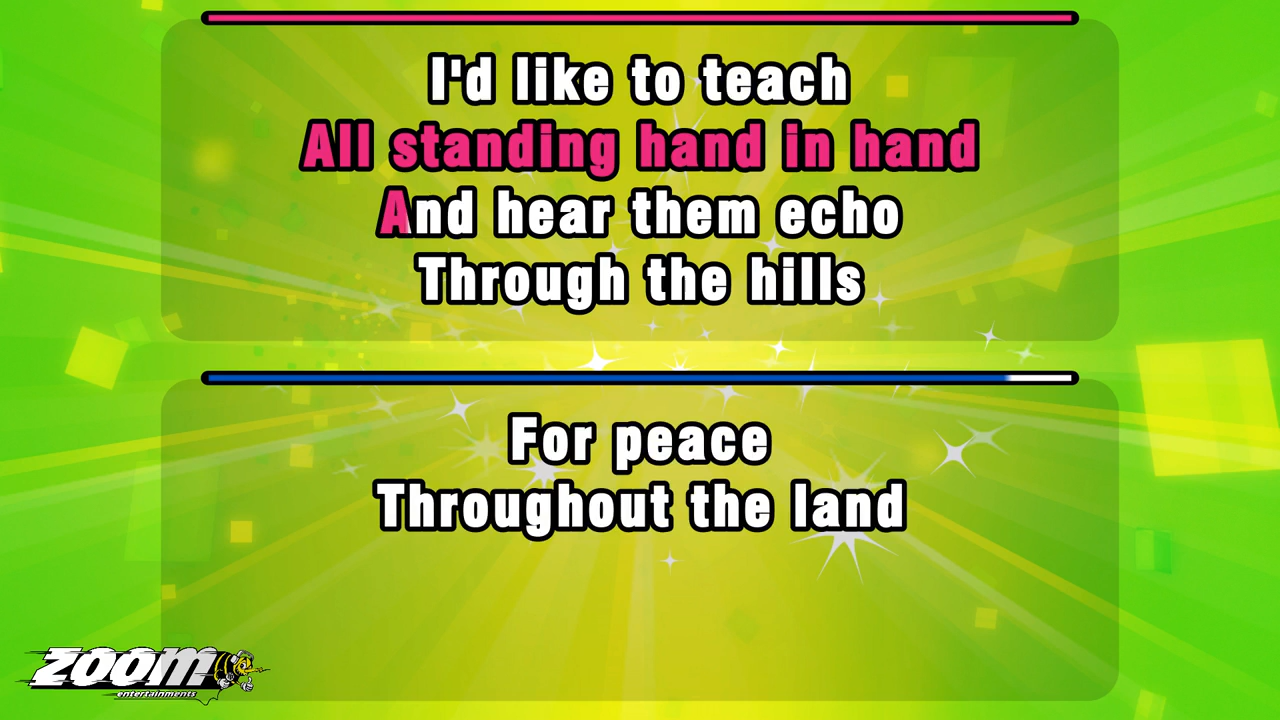 I'd like to teach
All standing hand in hand
And hear them echo
Through the hills
For peace
Throughout the land
zoom
entertainments